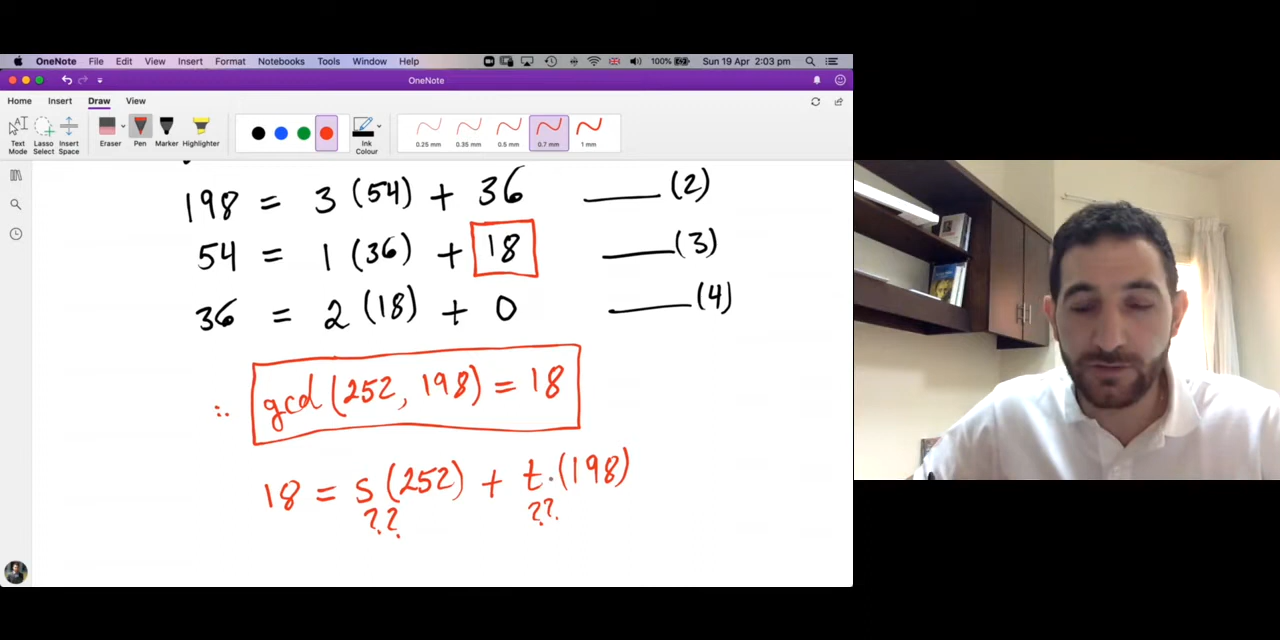 OneNote File Edit View Insert Format Notebooks Tools Window Help 100% Sun 19 Apr 2:03 pm
OneNote
Home Insert Draw View
Text Mode Lasso Select Insert Space Eraser Pen Marker Highlighter Ink Colour 0.25 mm 0.35 mm 0.5 mm 0.7 mm 1 mm
198 = 3 (54) + 36 ____ (2)
54 = 1 (36) + 18 ____ (3)
36 = 2 (18) + 0 ____ (4)
∴ gcd (252, 198) = 18
18 = s (252) + t · (198)
?? ??